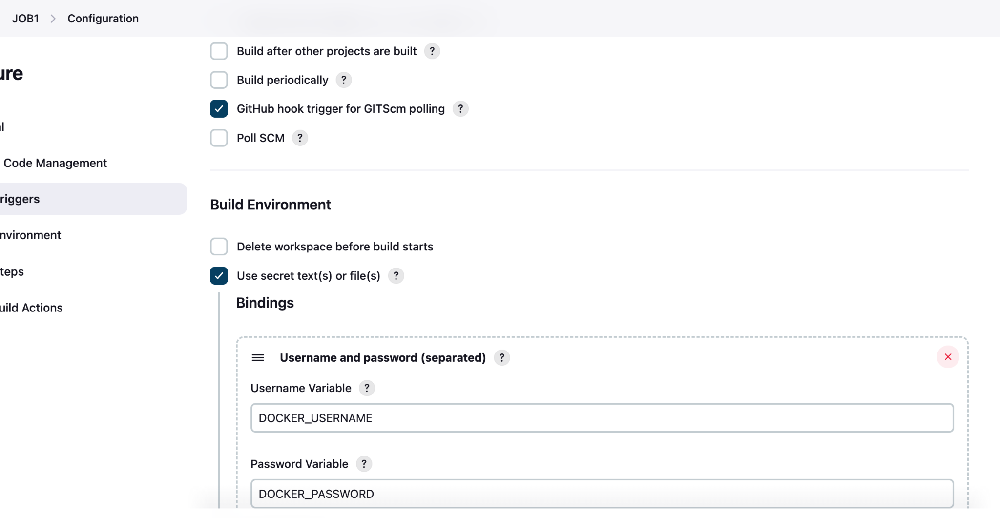 JOB1 > Configuration
Build after other projects are built ?
ure
Build periodically ?
GitHub hook trigger for GITScm polling ?
al
Poll SCM ?
Code Management
Triggers
Build Environment
nvironment
Delete workspace before build starts
teps
Use secret text(s) or file(s) ?
Bindings
uild Actions
Username and password (separated) ?
Username Variable ?
DOCKER_USERNAME
Password Variable ?
DOCKER_PASSWORD